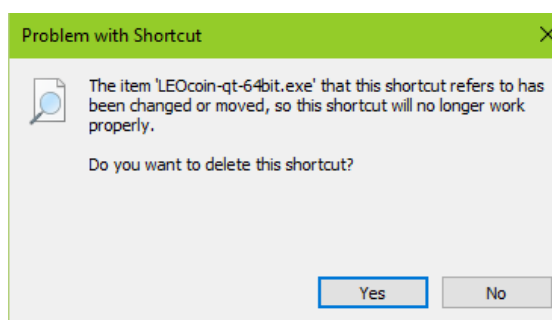 Problem with Shortcut
The item 'LEOcoin-qt-64bit.exe' that this shortcut refers to has
been changed or moved, so this shortcut will no longer work
properly.
Do you want to delete this shortcut?
Yes
No